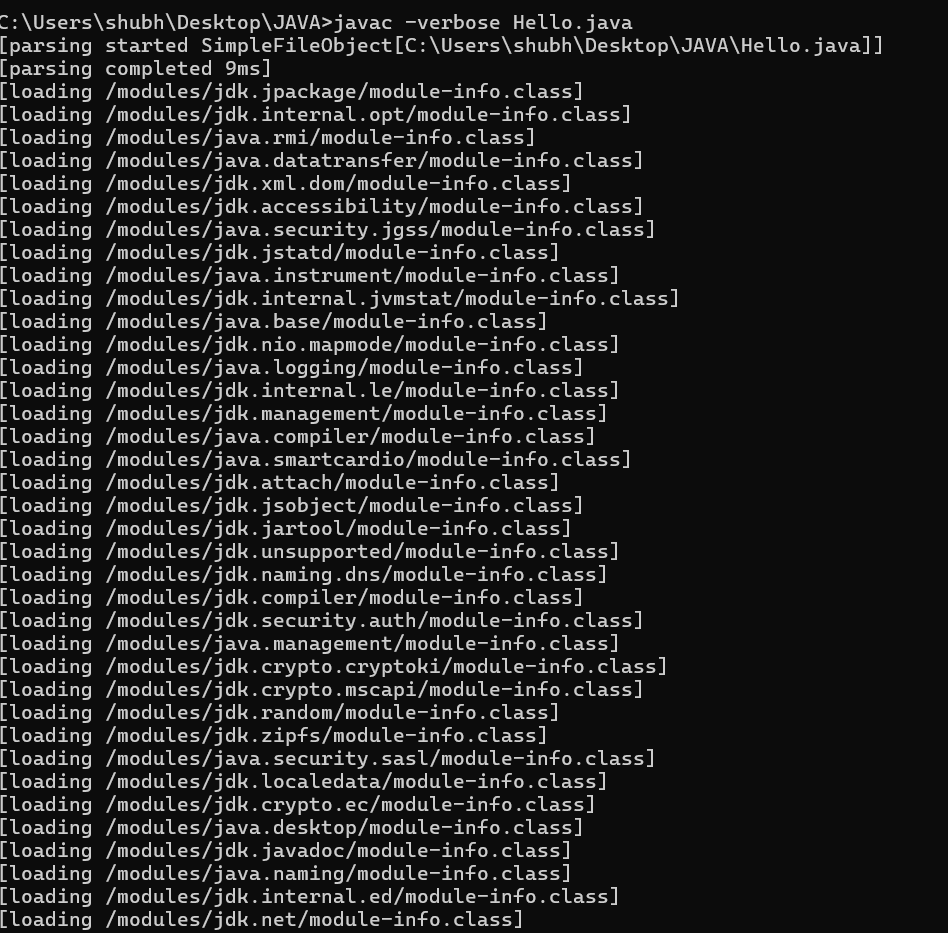 C:\Users\shubh\Desktop\JAVA>javac -verbose Hello.java
[parsing started SimpleFileObject[C:\Users\shubh\Desktop\JAVA\Hello.java]]
[parsing completed 9ms]
[loading /modules/jdk.jpackage/module-info.class]
[loading /modules/jdk.internal.opt/module-info.class]
[loading /modules/java.rmi/module-info.class]
[loading /modules/java.datatransfer/module-info.class]
[loading /modules/jdk.xml.dom/module-info.class]
[loading /modules/jdk.accessibility/module-info.class]
[loading /modules/java.security.jgss/module-info.class]
[loading /modules/jdk.jstatd/module-info.class]
[loading /modules/java.instrument/module-info.class]
[loading /modules/jdk.internal.jvmstat/module-info.class]
[loading /modules/java.base/module-info.class]
[loading /modules/jdk.nio.mapmode/module-info.class]
[loading /modules/java.logging/module-info.class]
[loading /modules/jdk.internal.le/module-info.class]
[loading /modules/jdk.management/module-info.class]
[loading /modules/java.compiler/module-info.class]
[loading /modules/java.smartcardio/module-info.class]
[loading /modules/jdk.attach/module-info.class]
[loading /modules/jdk.jsobject/module-info.class]
[loading /modules/jdk.jartool/module-info.class]
[loading /modules/jdk.unsupported/module-info.class]
[loading /modules/jdk.naming.dns/module-info.class]
[loading /modules/jdk.compiler/module-info.class]
[loading /modules/jdk.security.auth/module-info.class]
[loading /modules/java.management/module-info.class]
[loading /modules/jdk.crypto.cryptoki/module-info.class]
[loading /modules/jdk.crypto.mscapi/module-info.class]
[loading /modules/jdk.random/module-info.class]
[loading /modules/jdk.zipfs/module-info.class]
[loading /modules/java.security.sasl/module-info.class]
[loading /modules/jdk.localedata/module-info.class]
[loading /modules/jdk.crypto.ec/module-info.class]
[loading /modules/java.desktop/module-info.class]
[loading /modules/jdk.javadoc/module-info.class]
[loading /modules/java.naming/module-info.class]
[loading /modules/jdk.internal.ed/module-info.class]
[loading /modules/jdk.net/module-info.class]